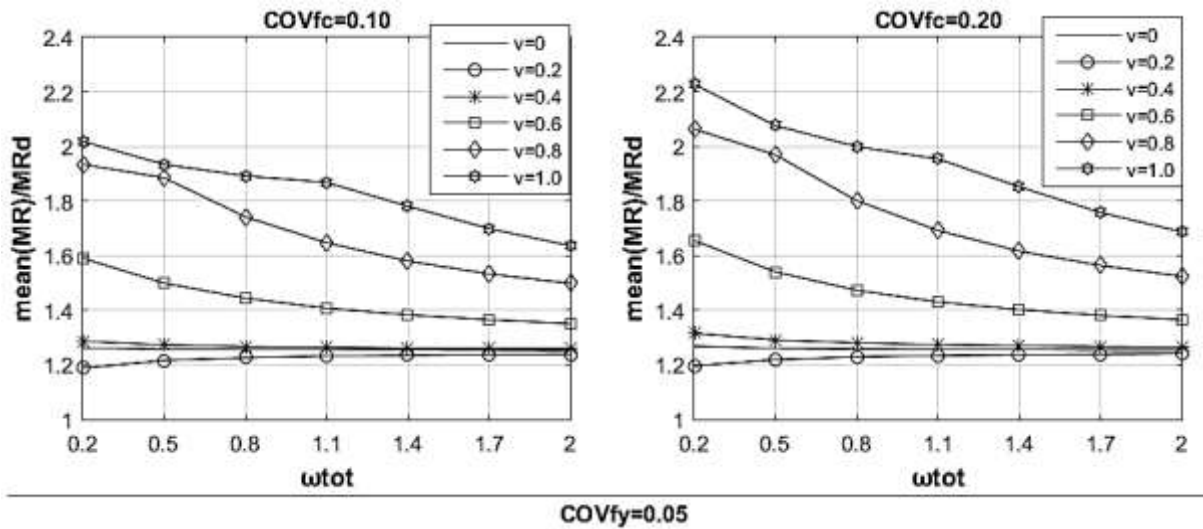 COVfc=0.10
mean(MR)/MRd
2.4
2.2
2
1.8
1.6
1.4
1.2
1
0.2 0.5 0.8 1.1 1.4 1.7 2
ωtot
v=0
v=0.2
v=0.4
v=0.6
v=0.8
v=1.0
COVfc=0.20
mean(MR)/MRd
2.4
2.2
2
1.8
1.6
1.4
1.2
1
0.2 0.5 0.8 1.1 1.4 1.7 2
ωtot
v=0
v=0.2
v=0.4
v=0.6
v=0.8
v=1.0
COVfy=0.05